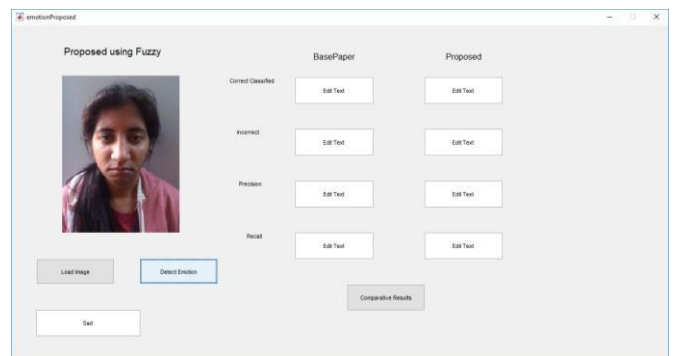 emotionProposed
Proposed using Fuzzy
BasePaper Proposed
Correct Classified Edit Text Edit Text
Incorrect Edit Text Edit Text
Precision Edit Text Edit Text
Recall Edit Text Edit Text
Load Image Detect Emotion
Comparative Results
Sad